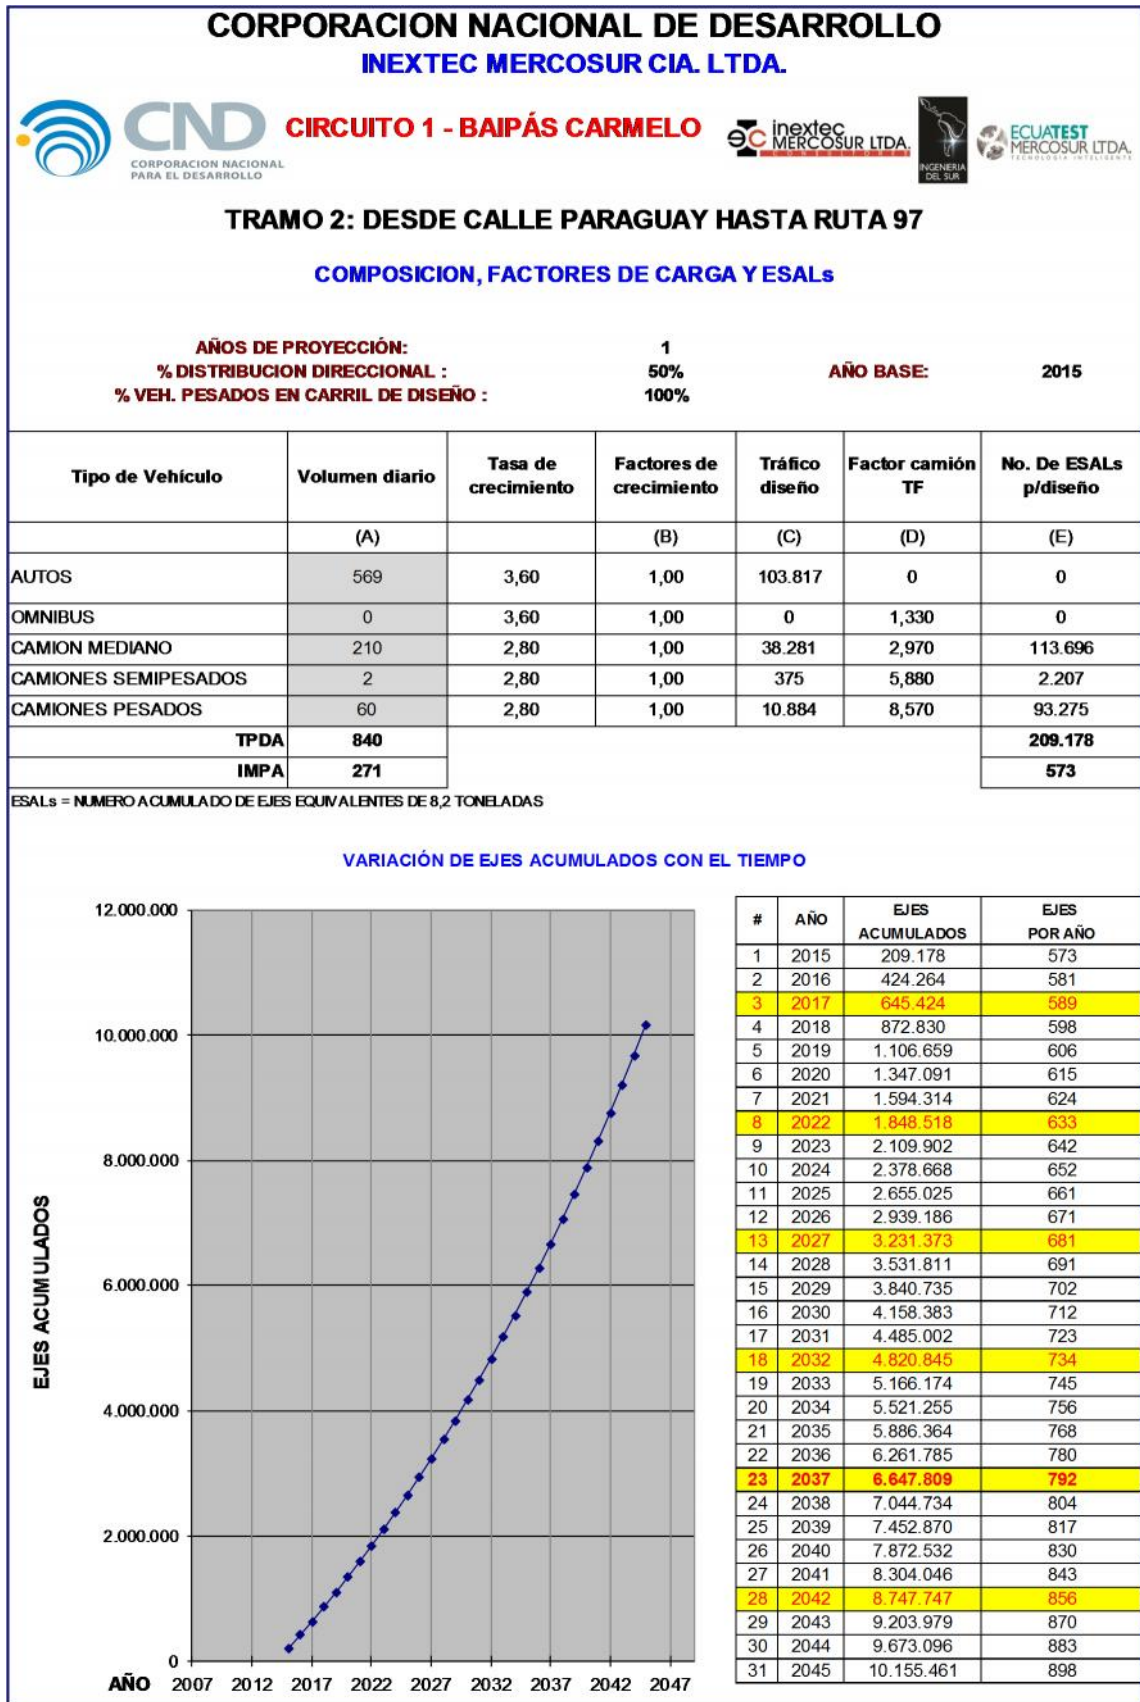 CORPORACION NACIONAL DE DESARROLLO
INEXTEC MERCOSUR CIA. LTDA.
CND
CORPORACION NACIONAL
PARA EL DESARROLLO
CIRCUITO 1 - BAIPÁS CARMELO
inextec
MERCOSUR LTDA.
CONSULTORES
INGENIERIA
DEL SUR
ECUATEST
MERCOSUR LTDA.
TECNOLOGIA INTELIGENTE
TRAMO 2: DESDE CALLE PARAGUAY HASTA RUTA 97
COMPOSICION, FACTORES DE CARGA Y ESALs
AÑOS DE PROYECCIÓN: 1
% DISTRIBUCION DIRECCIONAL : 50% AÑO BASE: 2015
% VEH. PESADOS EN CARRIL DE DISEÑO : 100%
Tipo de Vehículo Volumen diario Tasa de crecimiento Factores de crecimiento Tráfico diseño Factor camión TF No. De ESALs p/diseño
(A) (B) (C) (D) (E)
AUTOS 569 3,60 1,00 103.817 0 0
OMNIBUS 0 3,60 1,00 0 1,330 0
CAMION MEDIANO 210 2,80 1,00 38.281 2,970 113.696
CAMIONES SEMIPESADOS 2 2,80 1,00 375 5,880 2.207
CAMIONES PESADOS 60 2,80 1,00 10.884 8,570 93.275
TPDA 840 209.178
IMPA 271 573
ESALs = NUMERO ACUMULADO DE EJES EQUIVALENTES DE 8,2 TONELADAS
VARIACIÓN DE EJES ACUMULADOS CON EL TIEMPO
EJES ACUMULADOS
12.000.000
10.000.000
8.000.000
6.000.000
4.000.000
2.000.000
0
AÑO 2007 2012 2017 2022 2027 2032 2037 2042 2047
# AÑO EJES ACUMULADOS EJES POR AÑO
1 2015 209.178 573
2 2016 424.264 581
3 2017 645.424 589
4 2018 872.830 598
5 2019 1.106.659 606
6 2020 1.347.091 615
7 2021 1.594.314 624
8 2022 1.848.518 633
9 2023 2.109.902 642
10 2024 2.378.668 652
11 2025 2.655.025 661
12 2026 2.939.186 671
13 2027 3.231.373 681
14 2028 3.531.811 691
15 2029 3.840.735 702
16 2030 4.158.383 712
17 2031 4.485.002 723
18 2032 4.820.845 734
19 2033 5.166.174 745
20 2034 5.521.255 756
21 2035 5.886.364 768
22 2036 6.261.785 780
23 2037 6.647.809 792
24 2038 7.044.734 804
25 2039 7.452.870 817
26 2040 7.872.532 830
27 2041 8.304.046 843
28 2042 8.747.747 856
29 2043 9.203.979 870
30 2044 9.673.096 883
31 2045 10.155.461 898